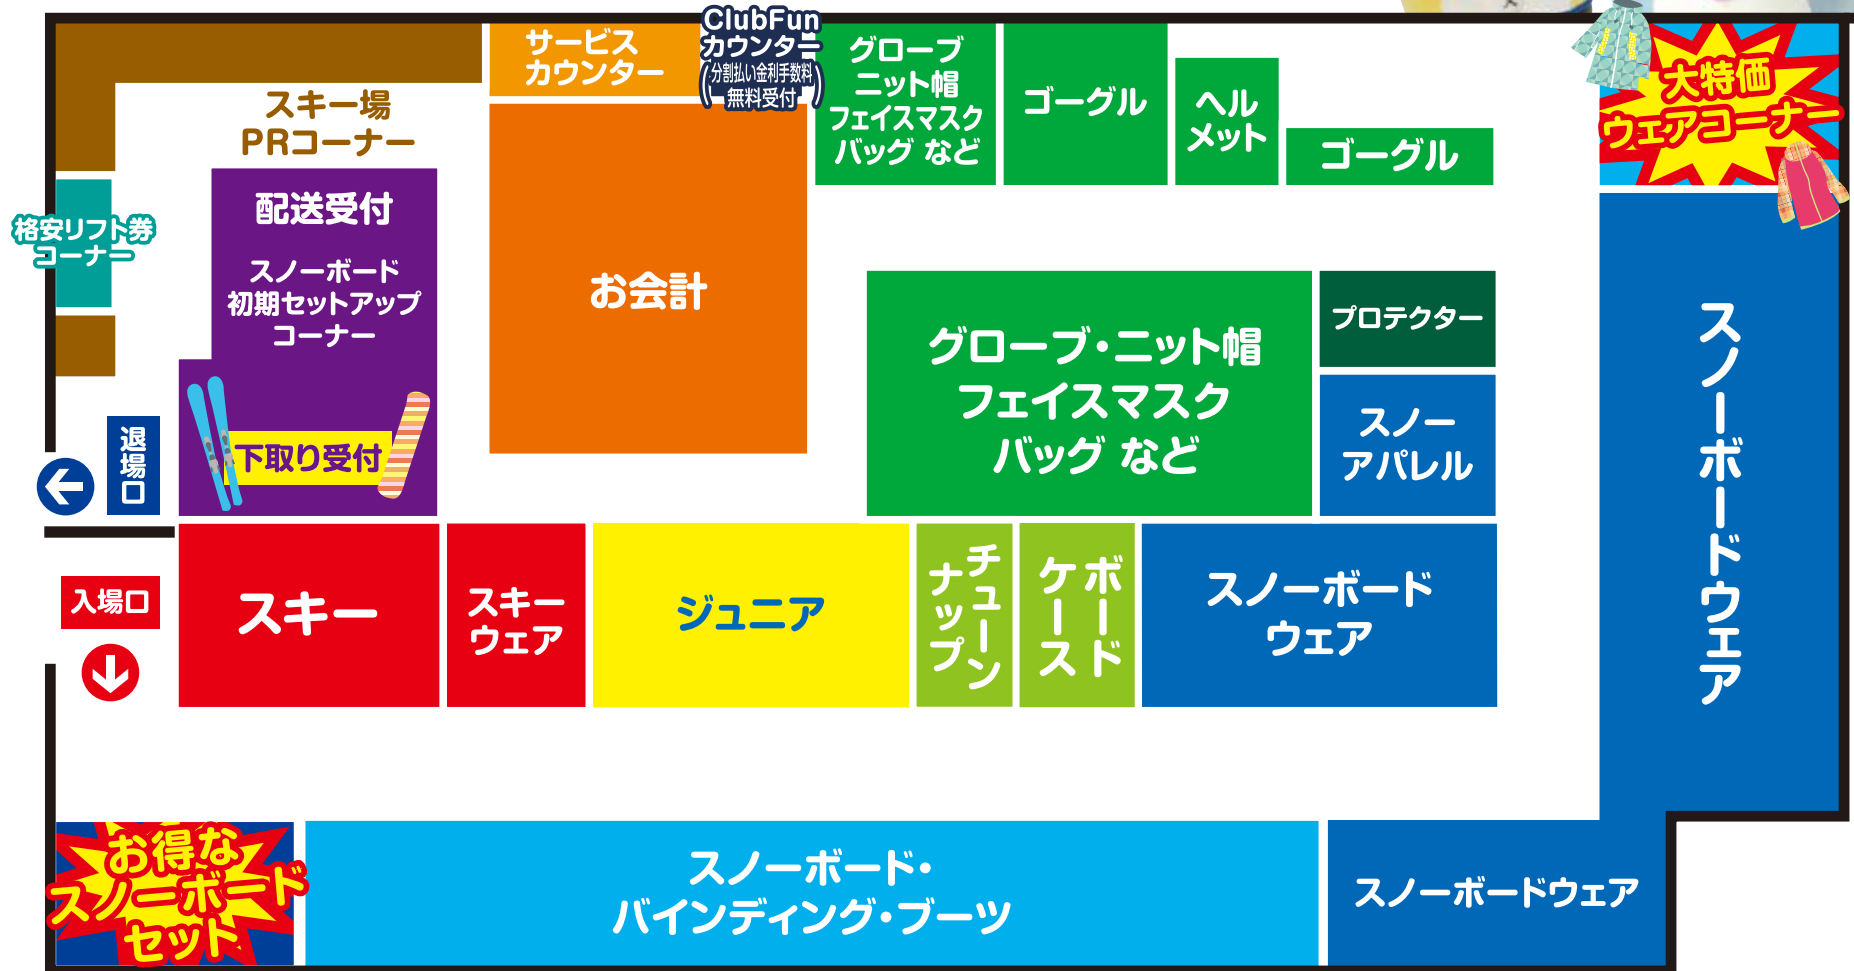 ClubFun
カウンター
(分割払い金利手数料
無料受付)
サービス
カウンター
グローブ
ニット帽
フェイスマスク
バッグ など
ゴーグル
ヘル
メット
ゴーグル
大特価
ウェアコーナー
スキー場
PRコーナー
格安リフト券
コーナー
配送受付
スノーボード
初期セットアップ
コーナー
下取り受付
お会計
グローブ・ニット帽
フェイスマスク
バッグ など
プロテクター
スノー
アパレル
スノーボードウェア
退場口
入場口
スキー
スキー
ウェア
ジュニア
チューン
ナップ
ボード
ケース
スノーボード
ウェア
お得な
スノーボード
セット
スノーボード・
バインディング・ブーツ
スノーボードウェア